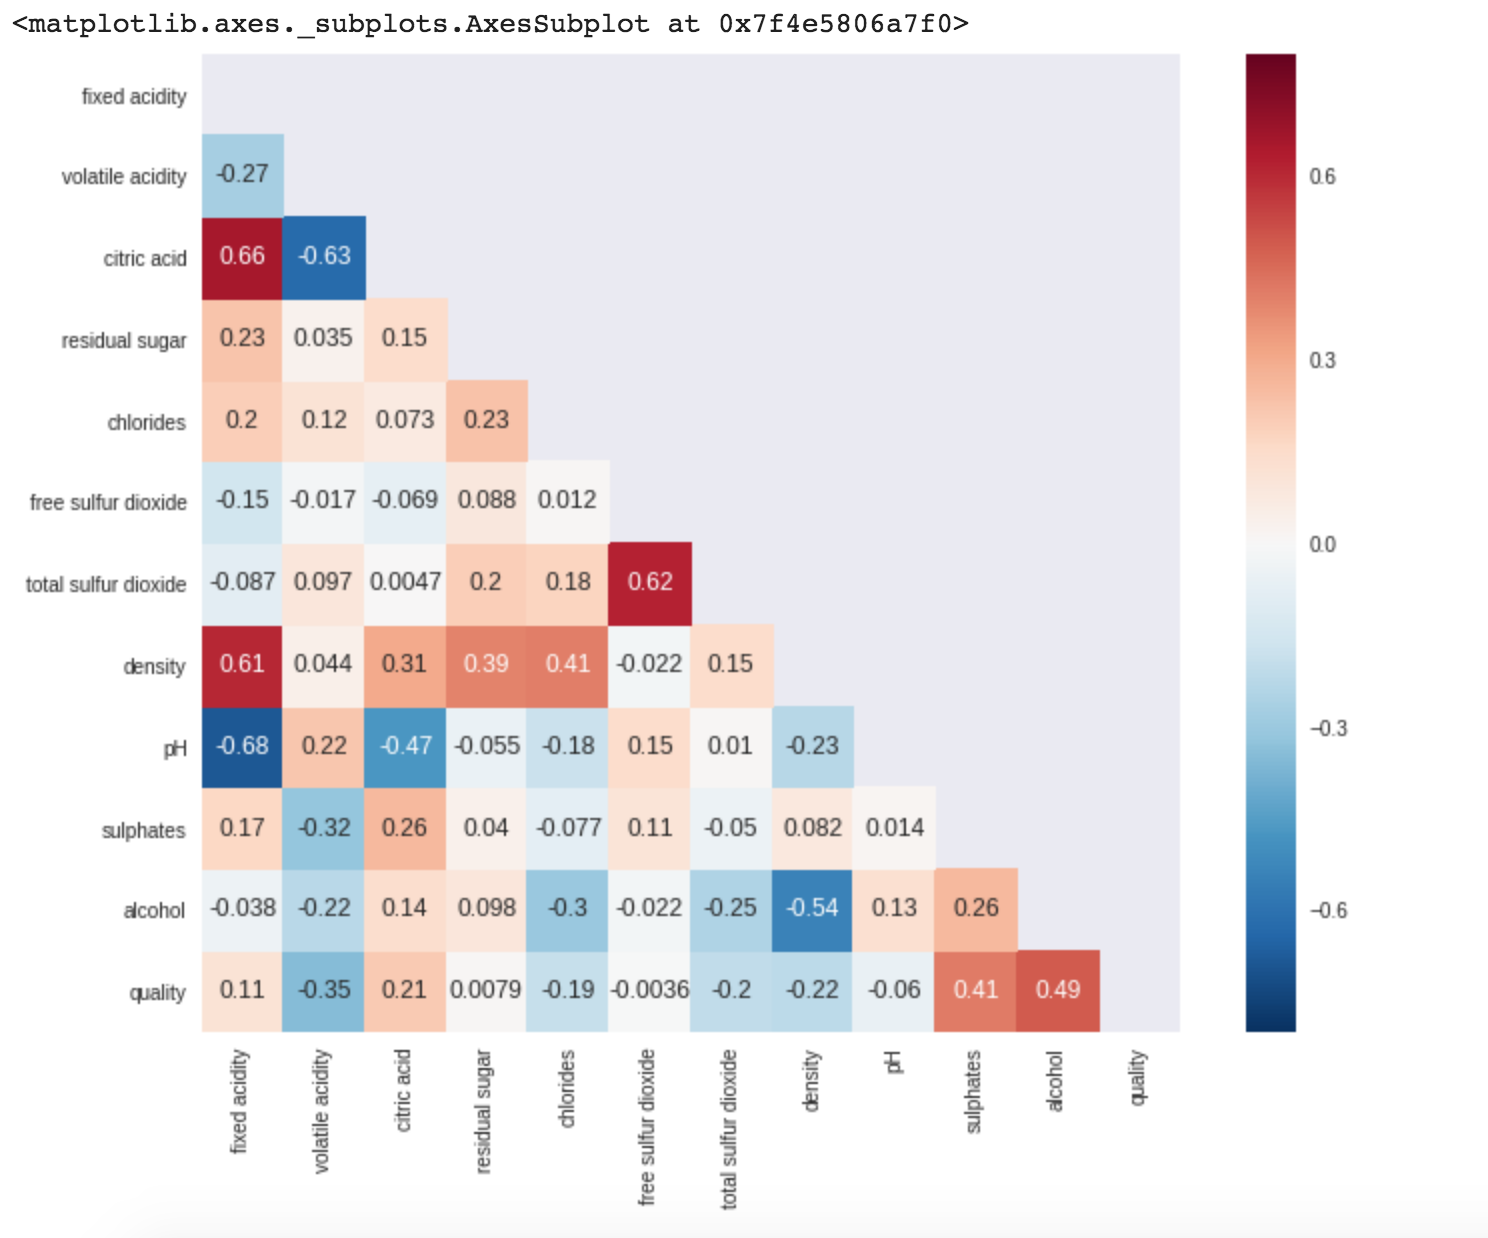 <matplotlib.axes._subplots.AxesSubplot at 0x7f4e5806a7f0>
fixed acidity
volatile acidity -0.27
0.6
citric acid 0.66 -0.63
residual sugar 0.23 0.035 0.15
0.3
chlorides 0.2 0.12 0.073 0.23
free sulfur dioxide -0.15 -0.017 -0.069 0.088 0.012
0.0
total sulfur dioxide -0.087 0.097 0.0047 0.2 0.18 0.62
density 0.61 0.044 0.31 0.39 0.41 -0.022 0.15
−0.3
pH -0.68 0.22 -0.47 -0.055 -0.18 0.15 0.01 -0.23
sulphates 0.17 -0.32 0.26 0.04 -0.077 0.11 -0.05 0.082 0.014
alcohol -0.038 -0.22 0.14 0.098 -0.3 -0.022 -0.25 -0.54 0.13 0.26
−0.6
quality 0.11 -0.35 0.21 0.0079 -0.19 -0.0036 -0.2 -0.22 -0.06 0.41 0.49
fixed acidity
volatile acidity
citric acid
residual sugar
chlorides
free sulfur dioxide
total sulfur dioxide
density
pH
sulphates
alcohol
quality